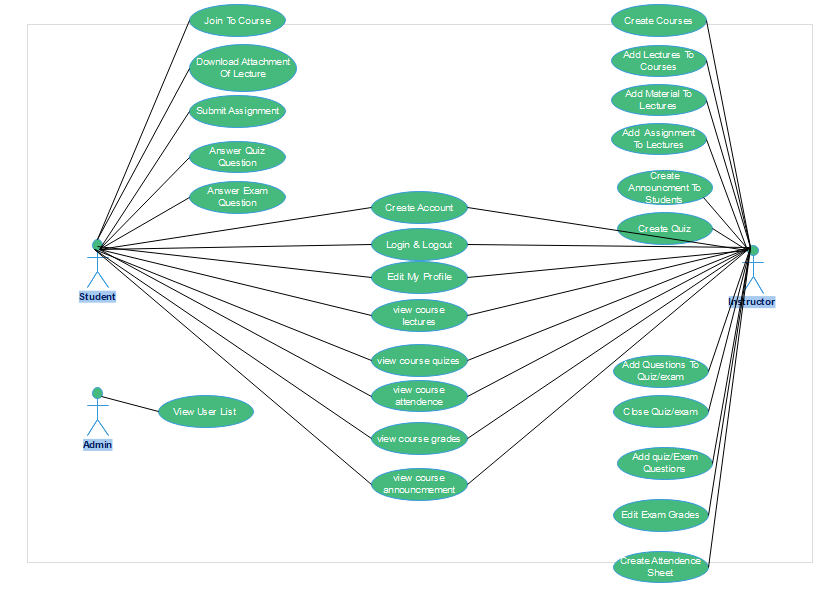 Join To Course
Download Attachment
Of Lecture
Submit Assignment
Answer Quiz
Question
Answer Exam
Question
Create Courses
Add Lectures To
Courses
Add Material To
Lectures
Add Assignment
To Lectures
Create
Announcment To
Students
Create Quiz
Create Account
Login & Logout
Edit My Profile
view course
lectures
view course quizes
view course
attendence
view course grades
view course
announcmement
Student
Instructor
Admin
View User List
Add Questions To
Quiz/exam
Close Quiz/exam
Add quiz/Exam
Questions
Edit Exam Grades
Create Attendence
Sheet